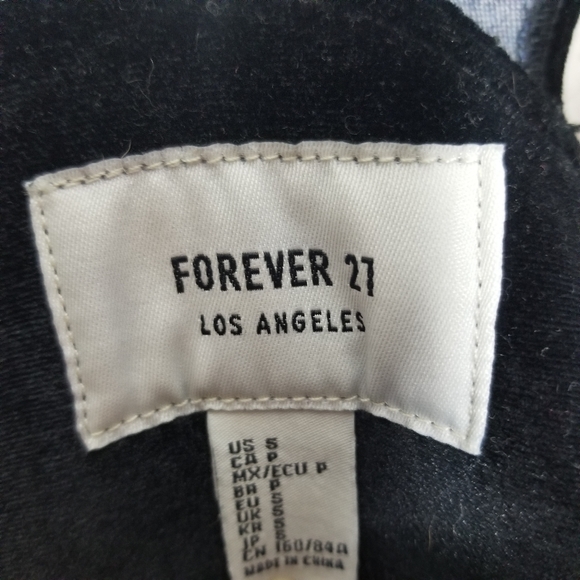 FOREVER 21
LOS ANGELES
US S
CA P
MX/ECU P
BR P
EU S
UK S
KR S
JP S
CN 160/84A
MADE IN CHINA